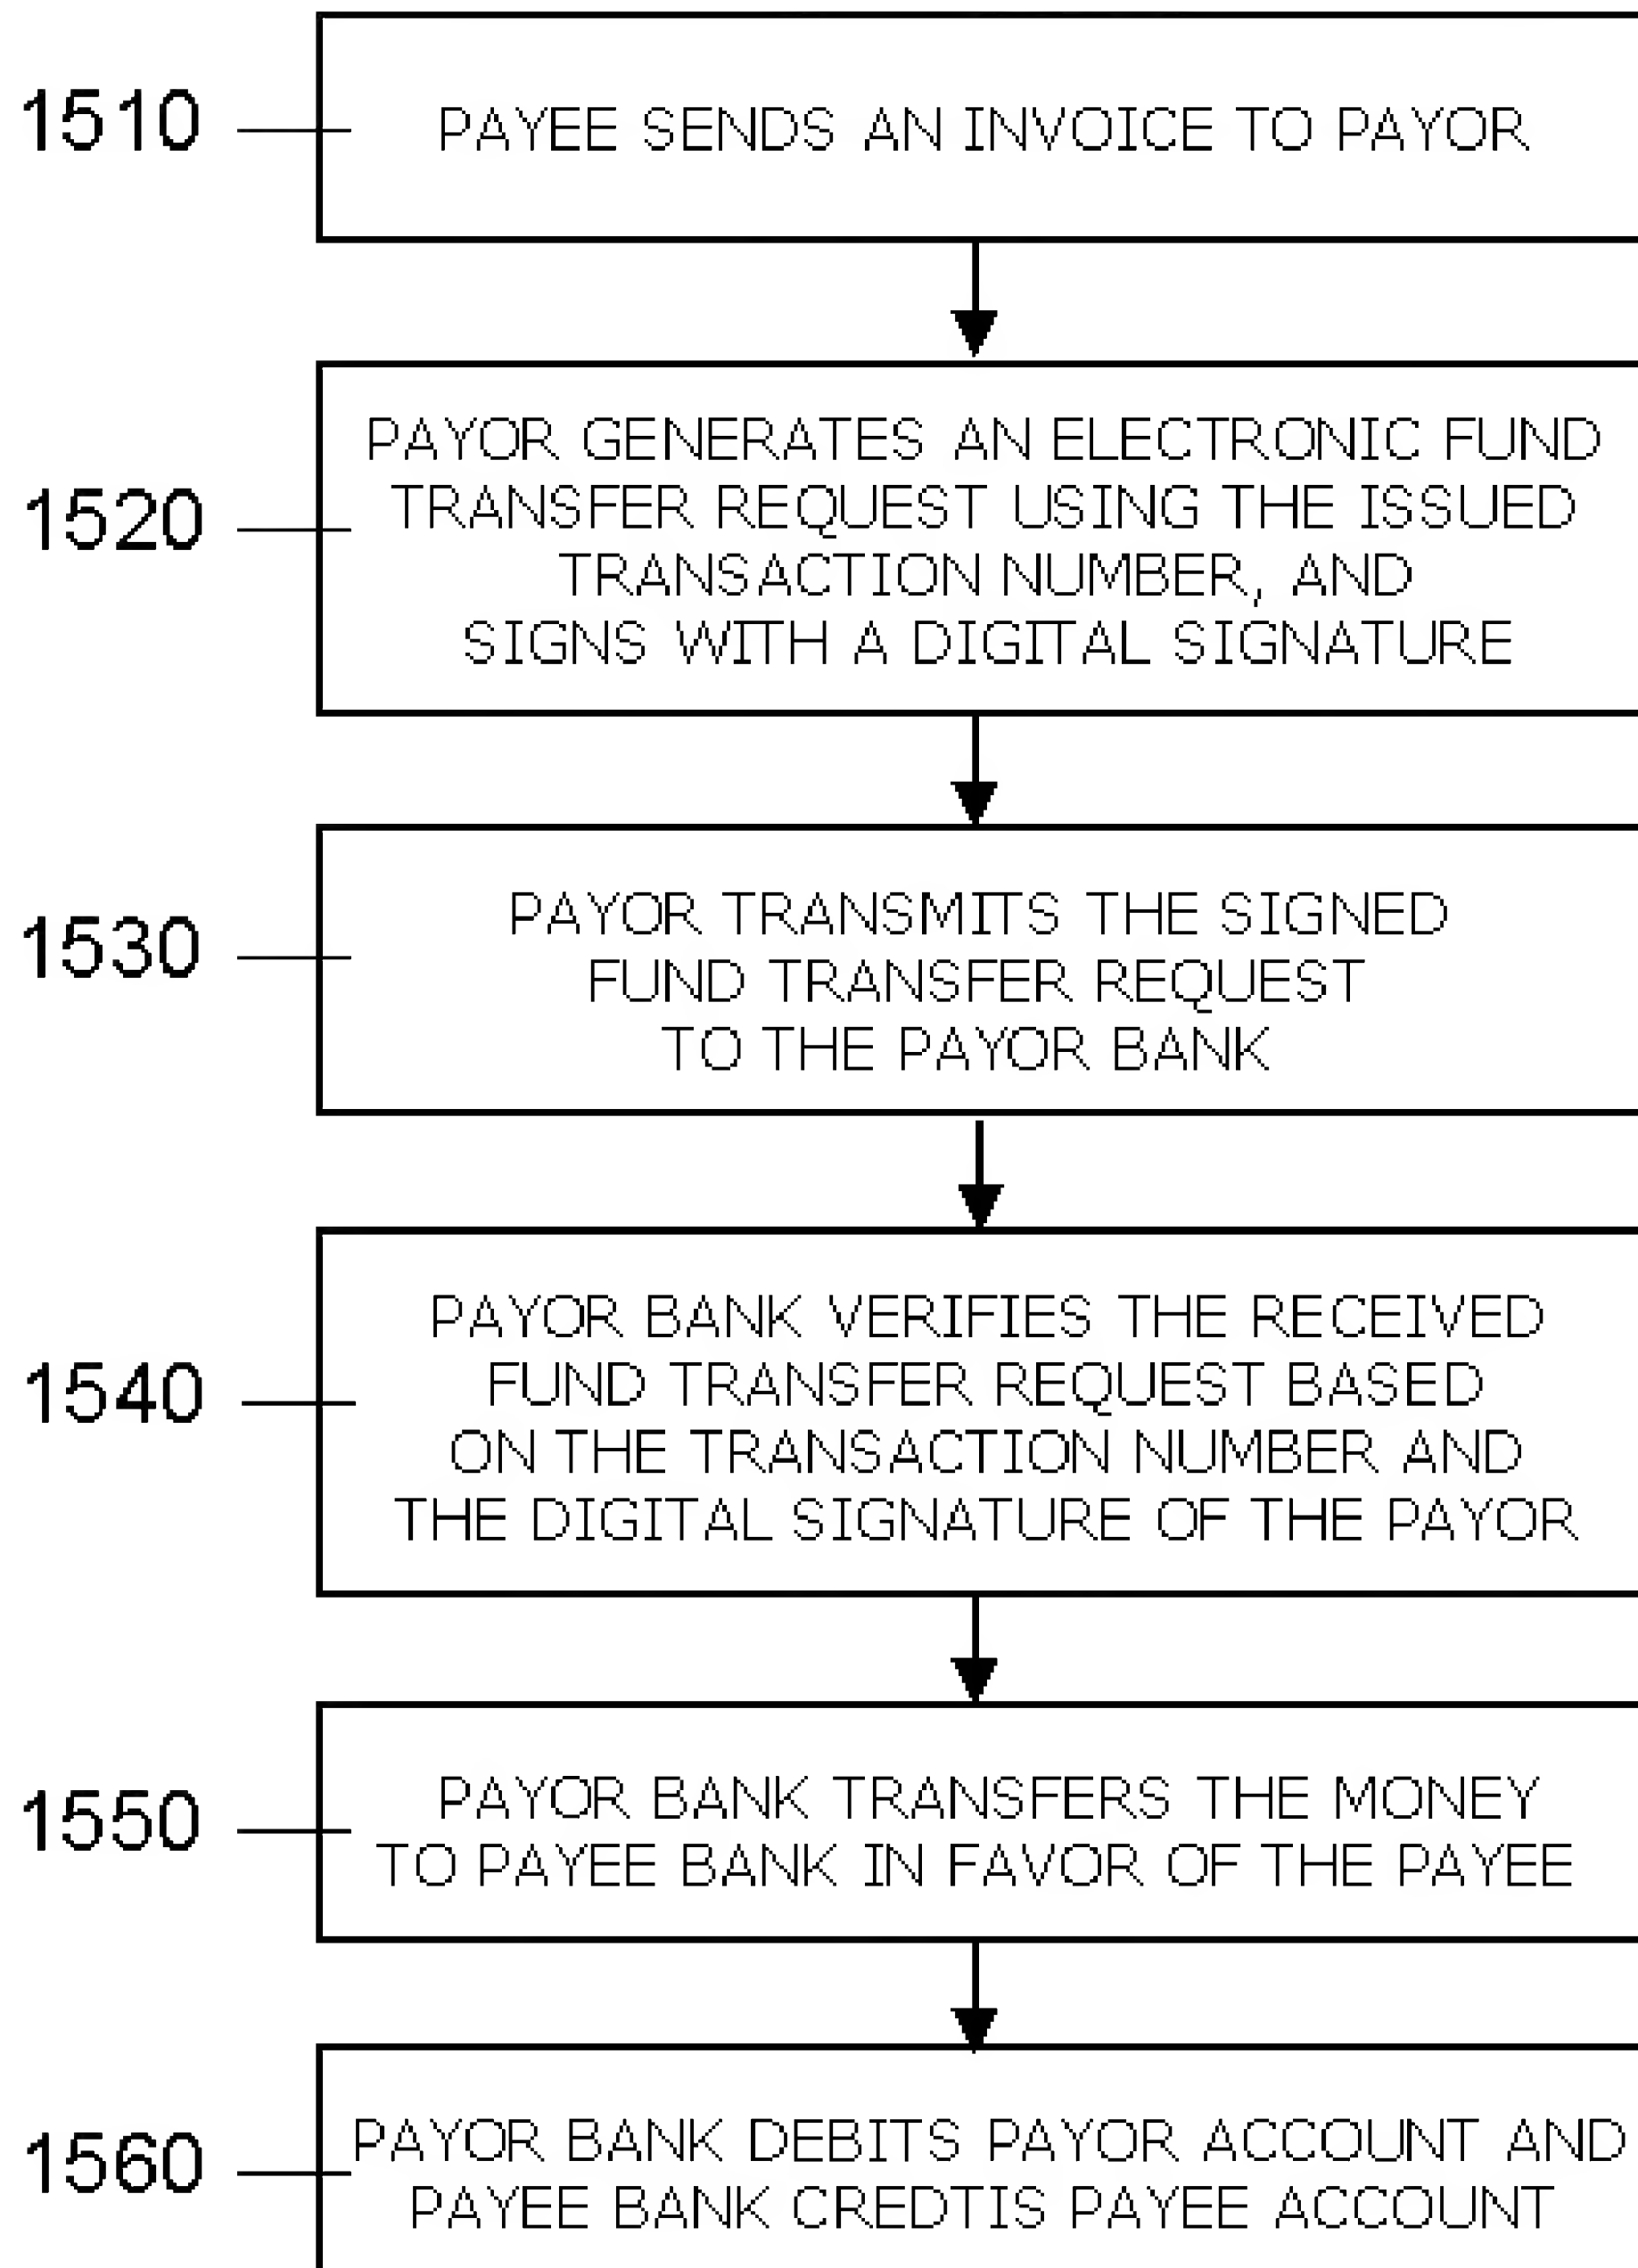 1510
PAYEE SENDS AN INVOICE TO PAYOR
1520
PAYOR GENERATES AN ELECTRONIC FUND
TRANSFER REQUEST USING THE ISSUED
TRANSACTION NUMBER, AND
SIGNS WITH A DIGITAL SIGNATURE
1530
PAYOR TRANSMITS THE SIGNED
FUND TRANSFER REQUEST
TO THE PAYOR BANK
1540
PAYOR BANK VERIFIES THE RECEIVED
FUND TRANSFER REQUEST BASED
ON THE TRANSACTION NUMBER AND
THE DIGITAL SIGNATURE OF THE PAYOR
1550
PAYOR BANK TRANSFERS THE MONEY
TO PAYEE BANK IN FAVOR OF THE PAYEE
1560
PAYOR BANK DEBITS PAYOR ACCOUNT AND
PAYEE BANK CREDTIS PAYEE ACCOUNT